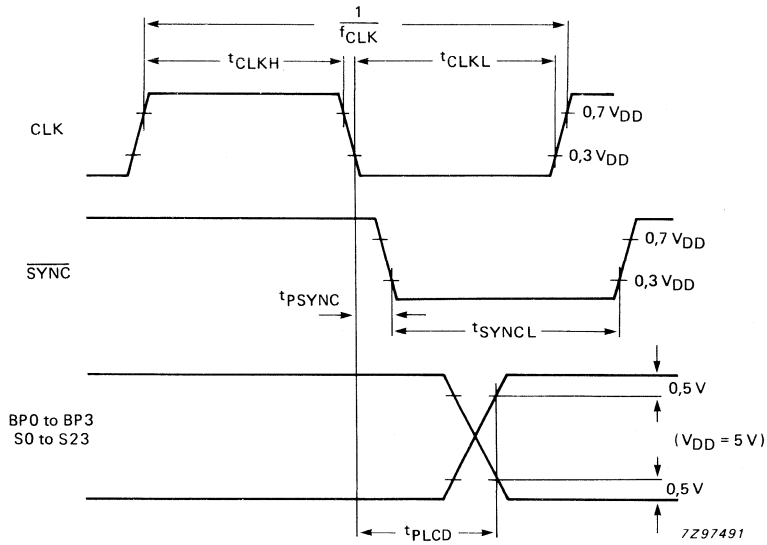 1
fCLK
tCLKH
tCLKL
CLK
0,7 VDD
0,3 VDD
SYNC
0,7 VDD
0,3 VDD
tPSYNC
tSYNCL
BP0 to BP3
S0 to S23
0,5 V
(VDD = 5 V)
0,5 V
tPLCD
7Z97491